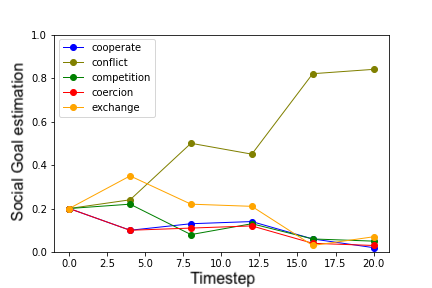 1.0
0.8
0.6
0.4
0.2
0.0
Social Goal estimation
cooperate
conflict
competition
coercion
exchange
0.0 2.5 5.0 7.5 10.0 12.5 15.0 17.5 20.0
Timestep